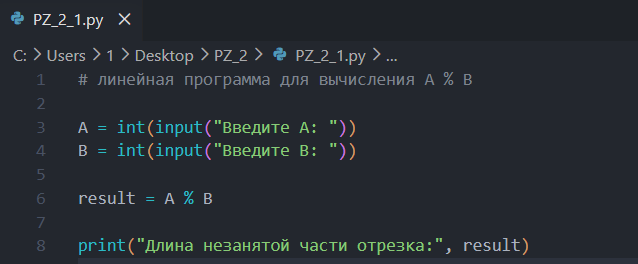 PZ_2_1.py ×
C: > Users > 1 > Desktop > PZ_2 > PZ_2_1.py > ...
1 # линейная программа для вычисления A % B
2
3 A = int(input("Введите A: "))
4 B = int(input("Введите B: "))
5
6 result = A % B
7
8 print("Длина незанятой части отрезка:", result)